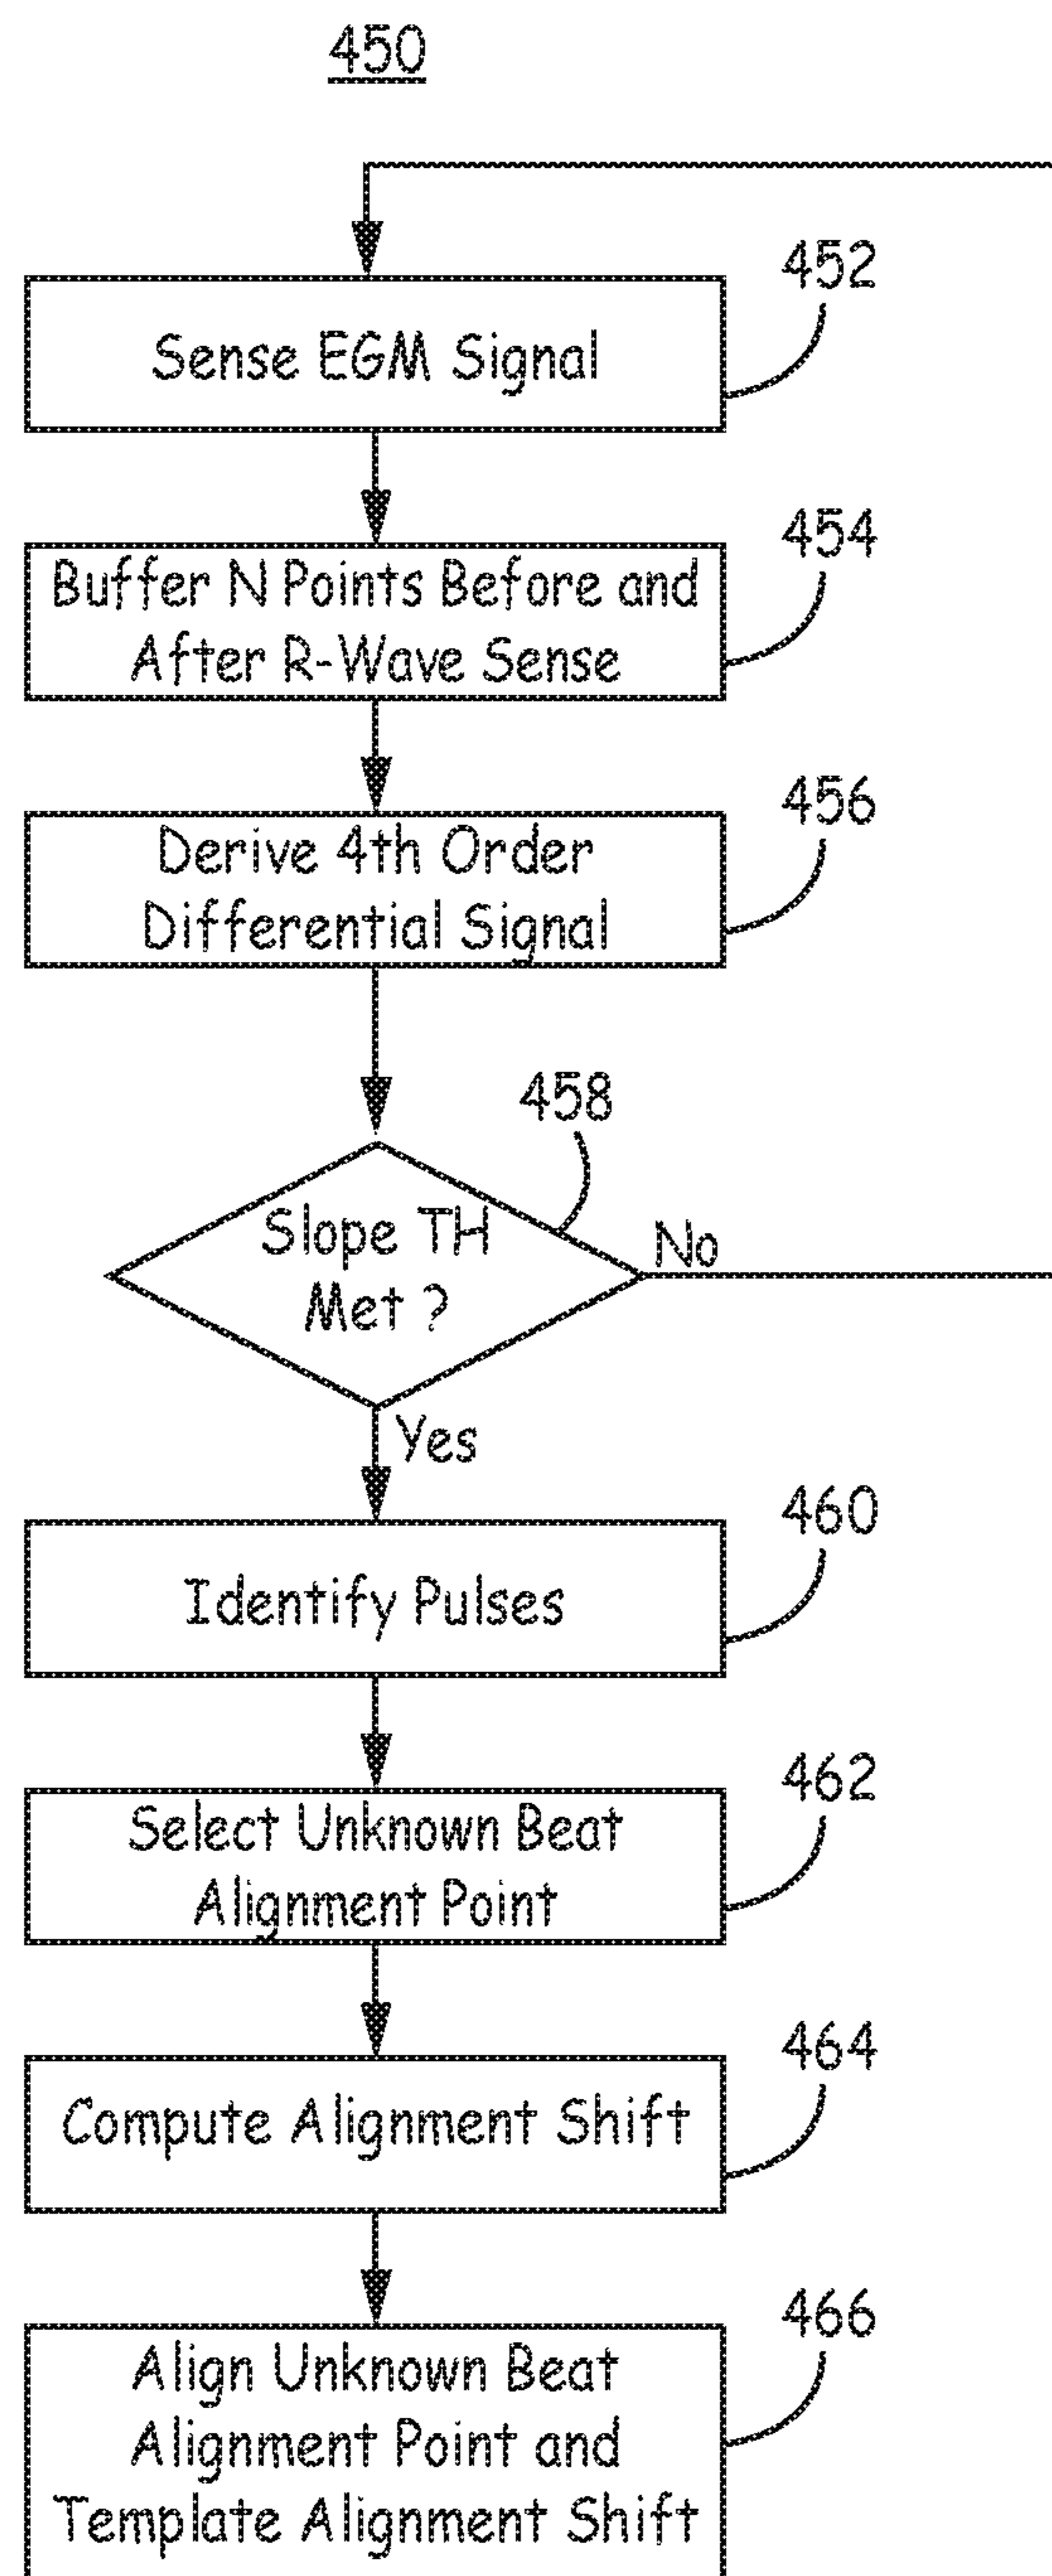 450
452
Sense EGM Signal
454
Buffer N Points Before and
After R-Wave Sense
456
Derive 4th Order
Differential Signal
458
Slope TH
Met ?
No
Yes
460
Identify Pulses
462
Select Unknown Beat
Alignment Point
464
Compute Alignment Shift
466
Align Unknown Beat
Alignment Point and
Template Alignment Shift